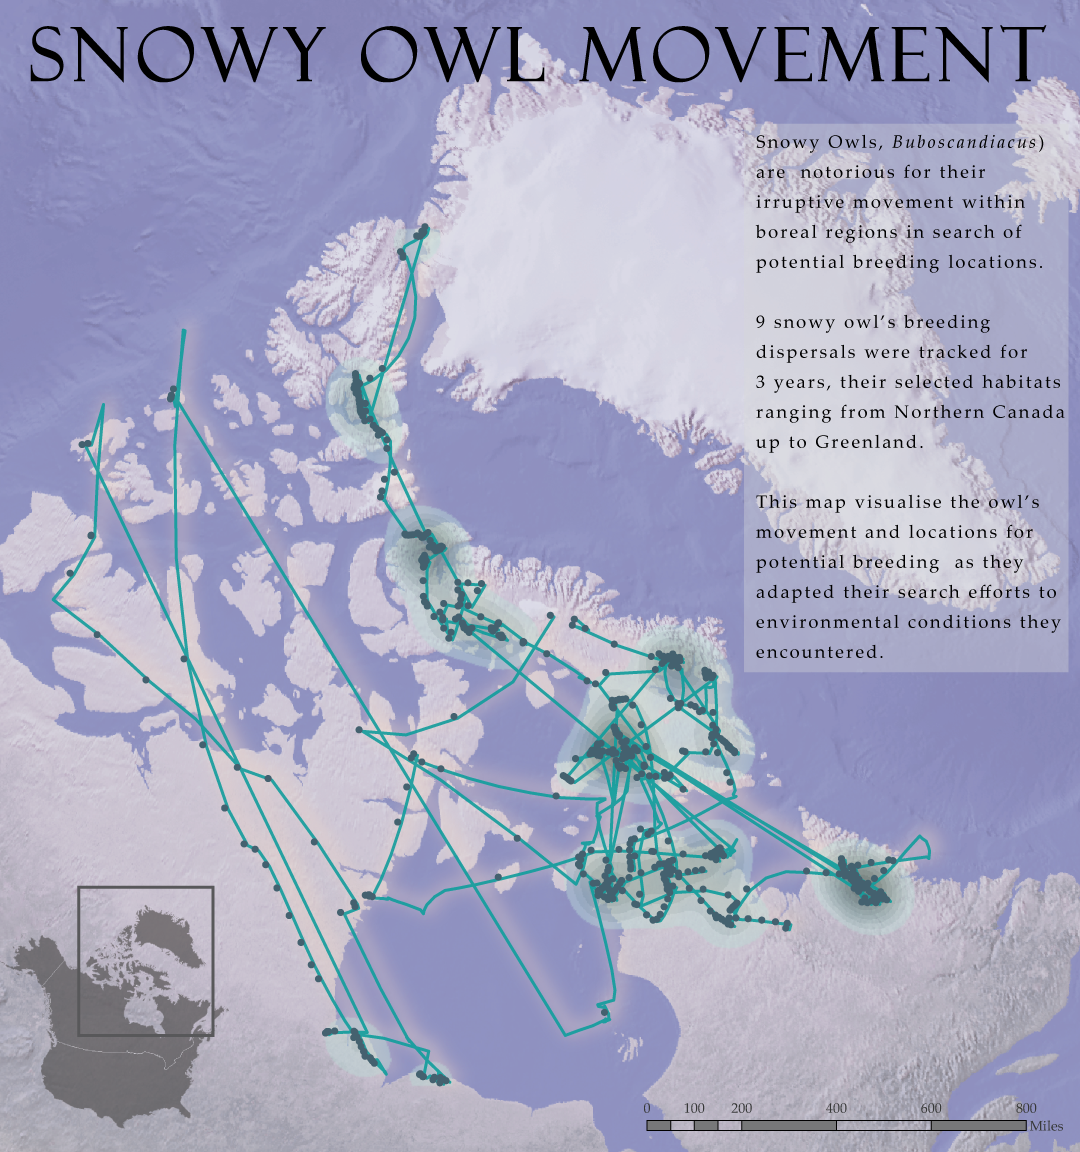 SNOWY OWL MOVEMENT
Snowy Owls, Buboscandiacus)
are notorious for their
irruptive movement within
boreal regions in search of
potential breeding locations.
9 snowy owl's breeding
dispersals were tracked for
3 years, their selected habitats
ranging from Northern Canada
up to Greenland.
This map visualise the owl's
movement and locations for
potential breeding as they
adapted their search efforts to
environmental conditions they
encountered.
0 100 200 400 600 800
Miles